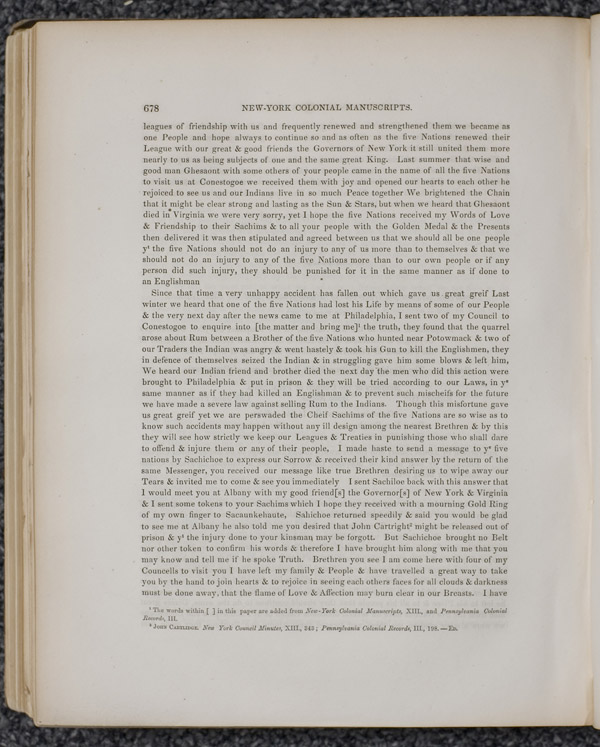 678 NEW-YORK COLONIAL MANUSCRIPTS.
leagues of friendship with us and frequently renewed and strengthened them we became as
one People and hope always to continue so and as often as the five Nations renewed their
League with our great & good friends the Governors of New York it still united them more
nearly to us as being subjects of one and the same great King. Last summer that wise and
good man Ghesaont with some others of your people came in the name of all the five Nations
to visit us at Conestogoe we received them with joy and opened our hearts to each other he
rejoiced to see us and our Indians live in so much Peace together We brightened the Chain
that it might be clear strong and lasting as the Sun & Stars, but when we heard that Ghesaont
died in Virginia we were very sorry, yet I hope the five Nations received my Words of Love
& Friendship to their Sachims & to all your people with the Golden Medal & the Presents
then delivered it was then stipulated and agreed between us that we should all be one people
yt the five Nations should not do an injury to any of us more than to themselves & that we
should not do an injury to any of the five Nations more than to our own people or if any
person did such injury, they should be punished for it in the same manner as if done to
an Englishman
Since that time a very unhappy accident has fallen out which gave us great greif Last
winter we heard that one of the five Nations had lost his Life by means of some of our People
& the very next day after the news came to me at Philadelphia, I sent two of my Council to
Conestogoe to enquire into [the matter and bring me]1 the truth, they found that the quarrel
arose about Rum between a Brother of the five Nations who hunted near Potowmack & two of
our Traders the Indian was angry & went hastely & took his Gun to kill the Englishmen, they
in defence of themselves seized the Indian & in struggling gave him some blows & left him,
We heard our Indian friend and brother died the next day the men who did this action were
brought to Philadelphia & put in prison & they will be tried according to our Laws, in ye
same manner as if they had killed an Englishman & to prevent such mischeifs for the future
we have made a severe law against selling Rum to the Indians. Though this misfortune gave
us great greif yet we are perswaded the Cheif Sachims of the five Nations are so wise as to
know such accidents may happen without any ill design among the nearest Brethren & by this
they will see how strictly we keep our Leagues & Treaties in punishing those who shall dare
to offend & injure them or any of their people, I made haste to send a message to ye five
nations by Sachichoe to express our Sorrow & received their kind answer by the return of the
same Messenger, you received our message like true Brethren desiring us to wipe away our
Tears & invited me to come & see you immediately I sent Sachiloe back with this answer that
I would meet you at Albany with my good friend[s] the Governor[s] of New York & Virginia
& I sent some tokens to your Sachims which I hope they received with a mourning Gold Ring
of my own finger to Sacaunkehaute, Sahichoe returned speedily & said you would be glad
to see me at Albany he also told me you desired that John Cartright2 might be released out of
prison & yt the injury done to your kinsman may be forgott. But Sachichoe brought no Belt
nor other token to confirm his words & therefore I have brought him along with me that you
may know and tell me if he spoke Truth. Brethren you see I am come here with four of my
Councells to visit you I have left my family & People & have travelled a great way to take
you by the hand to join hearts & to rejoice in seeing each others faces for all clouds & darkness
must be done away, that the flame of Love & Affection may burn clear in our Breasts. I have
1 The words within [ ] in this paper are added from New-York Colonial Manuscripts, XIII., and Pennsylvania Colonial
Records, III.
2 JOHN CARTLIDGE. New York Council Minutes, XIII., 343; Pennsylvania Colonial Records, III., 198. — ED.